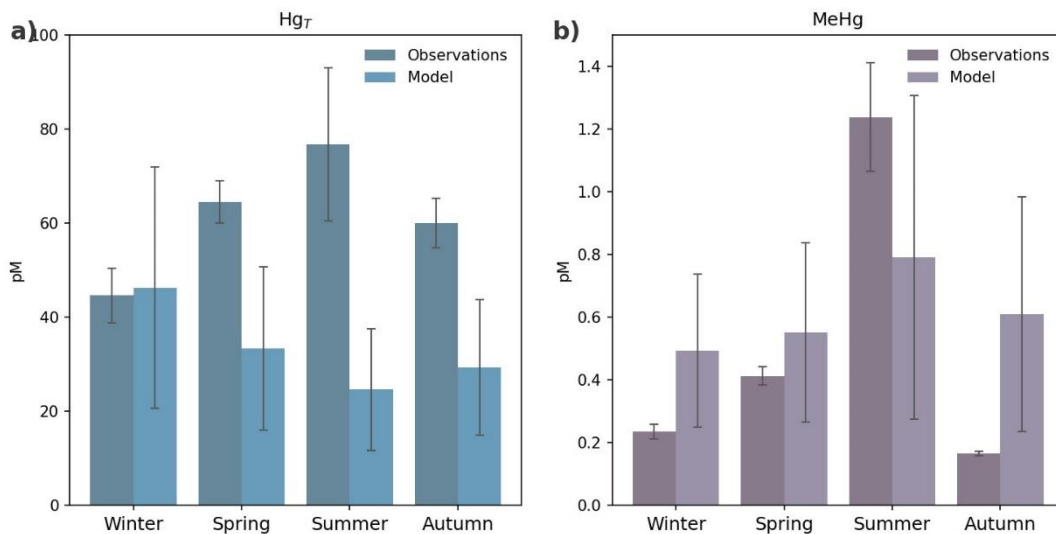 a)
Hg_T
100
80
60
40
20
0
pM
Observations
Model
Winter Spring Summer Autumn
b)
MeHg
1.4
1.2
1.0
0.8
0.6
0.4
0.2
0.0
pM
Observations
Model
Winter Spring Summer Autumn